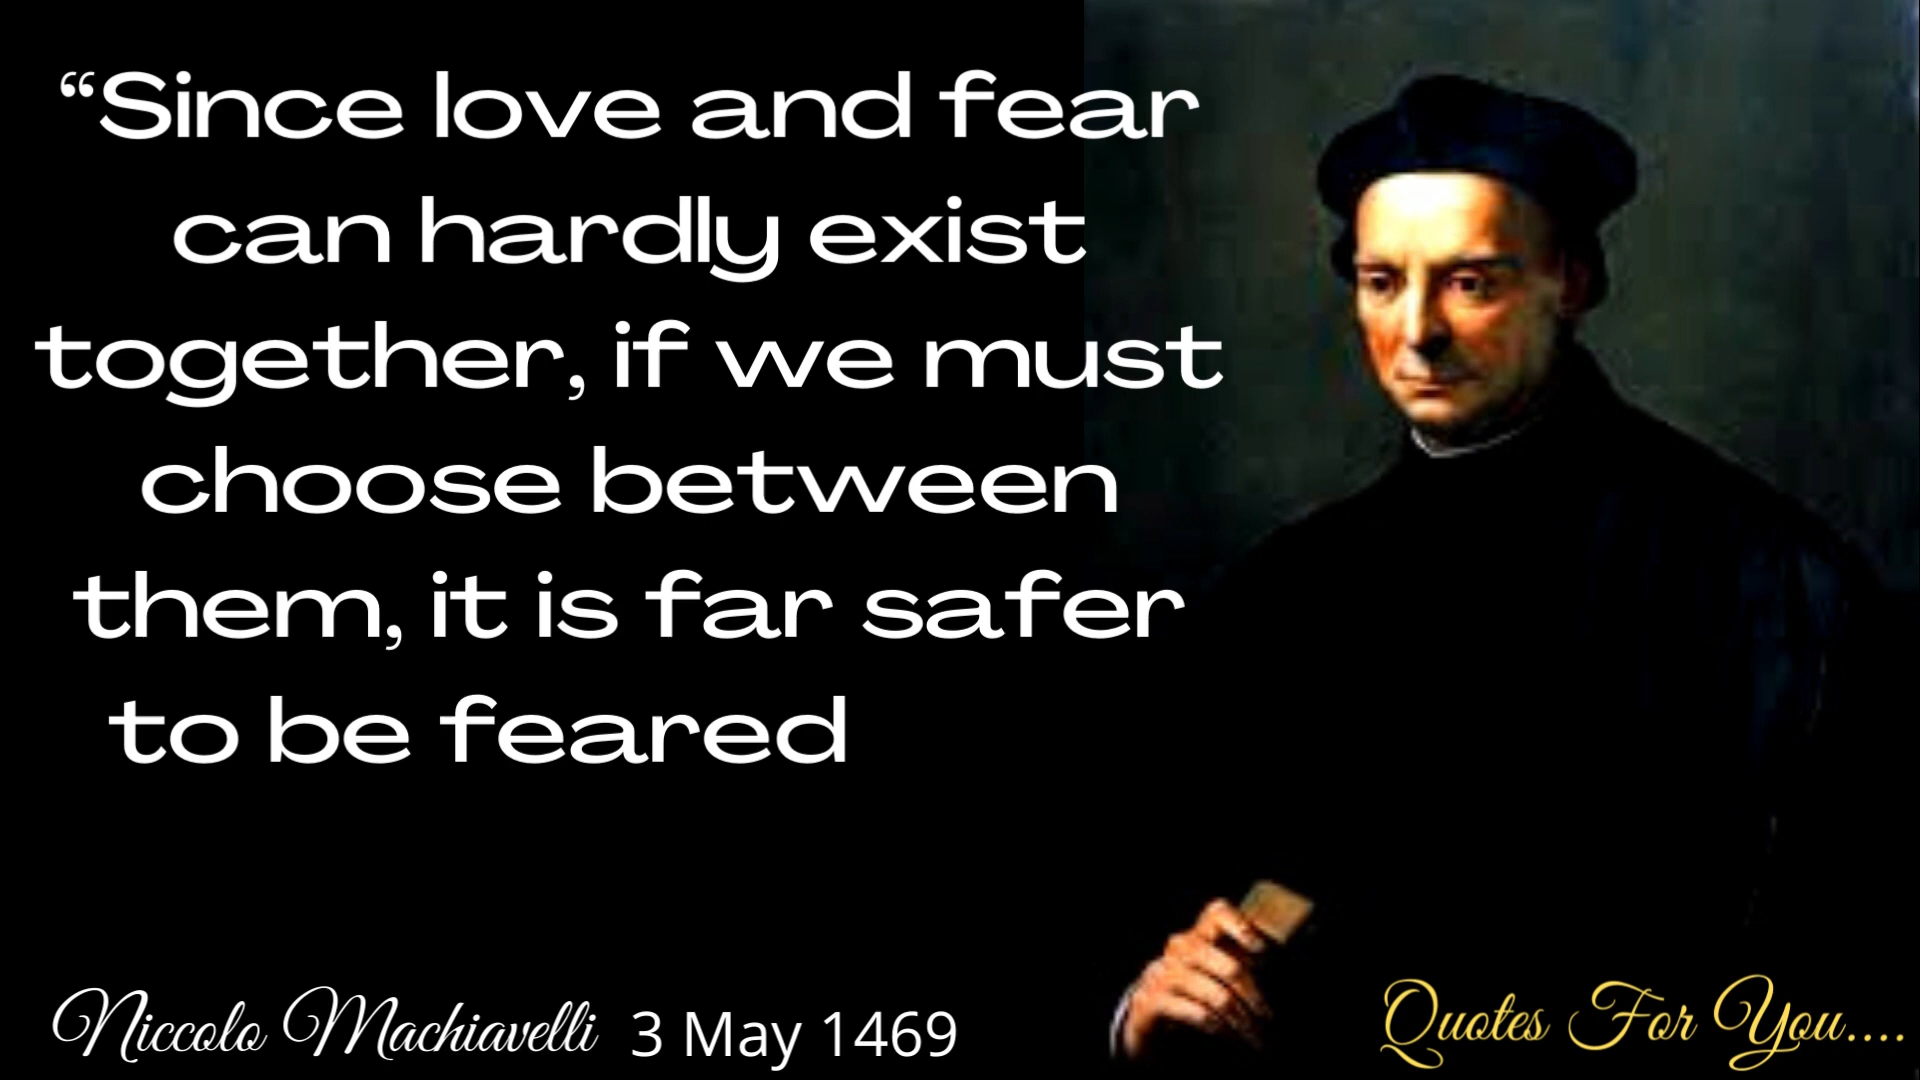 “Since love and fear
can hardly exist
together, if we must
choose between
them, it is far safer
to be feared
Niccolo Machiavelli 3 May 1469
Quotes For You....